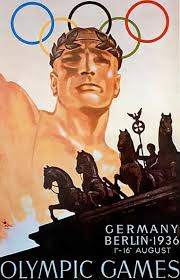 GERMANY
BERLIN-1936
1ST-16TH AUGUST
OLYMPIC GAMES